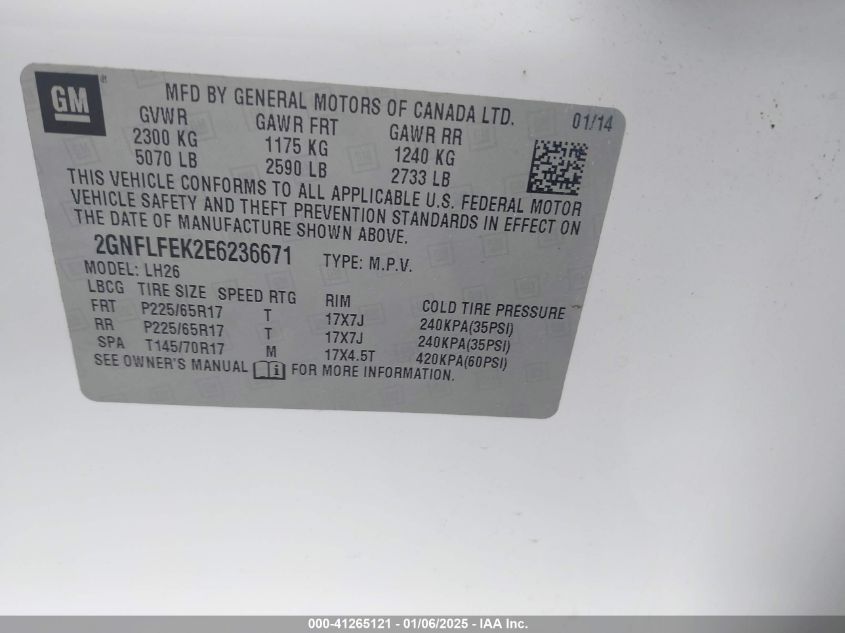 GM
MFD BY GENERAL MOTORS OF CANADA LTD. 01/14
GVWR GAWR FRT GAWR RR
2300 KG 1175 KG 1240 KG
5070 LB 2590 LB 2733 LB
THIS VEHICLE CONFORMS TO ALL APPLICABLE U.S. FEDERAL MOTOR
VEHICLE SAFETY AND THEFT PREVENTION STANDARDS IN EFFECT ON
THE DATE OF MANUFACTURE SHOWN ABOVE.
2GNFLFEK2E6236671 TYPE: M.P.V.
MODEL: LH26
LBCG TIRE SIZE SPEED RTG RIM COLD TIRE PRESSURE
FRT P225/65R17 T 17X7J 240KPA(35PSI)
RR P225/65R17 T 17X7J 240KPA(35PSI)
SPA T145/70R17 M 17X4.5T 420KPA(60PSI)
SEE OWNER'S MANUAL FOR MORE INFORMATION.
000-41265121 - 01/06/2025 - IAA Inc.